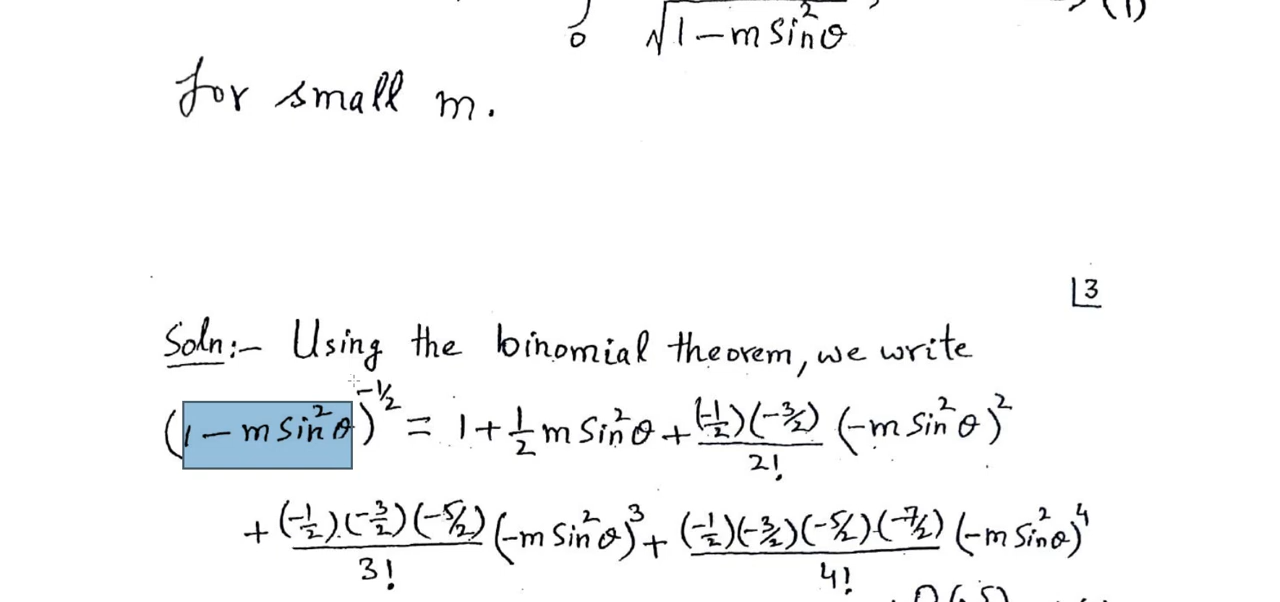 ∫₀ √(1-m sin²θ) , → (1)
for small m.
⌊3
Soln:- Using the binomial theorem, we write
(1-m sin²θ)^(-1/2) = 1+1/2 m sin²θ + (-1/2)(-3/2)/2! (-m sin²θ)²
+ (-1/2)(-3/2)(-5/2)/3! (-m sin²θ)³ + (-1/2)(-3/2)(-5/2)(-7/2)/4! (-m sin²θ)⁴